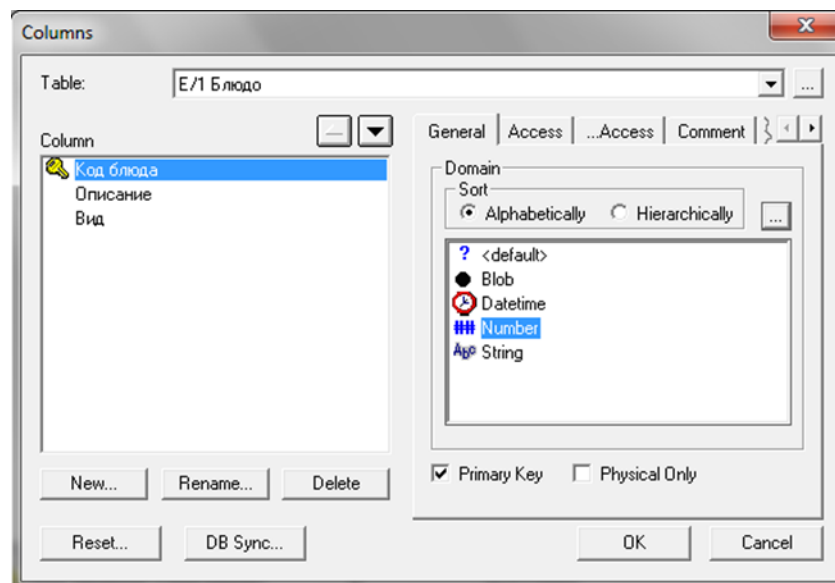 Columns
Table: E/1 Блюдо ...
Column
Код блюда
Описание
Вид
General Access ...Access Comment
Domain
Sort
Alphabetically Hierarchically ...
? <default>
Blob
Datetime
Number
Abc String
Primary Key Physical Only
New... Rename... Delete
Reset... DB Sync... OK Cancel